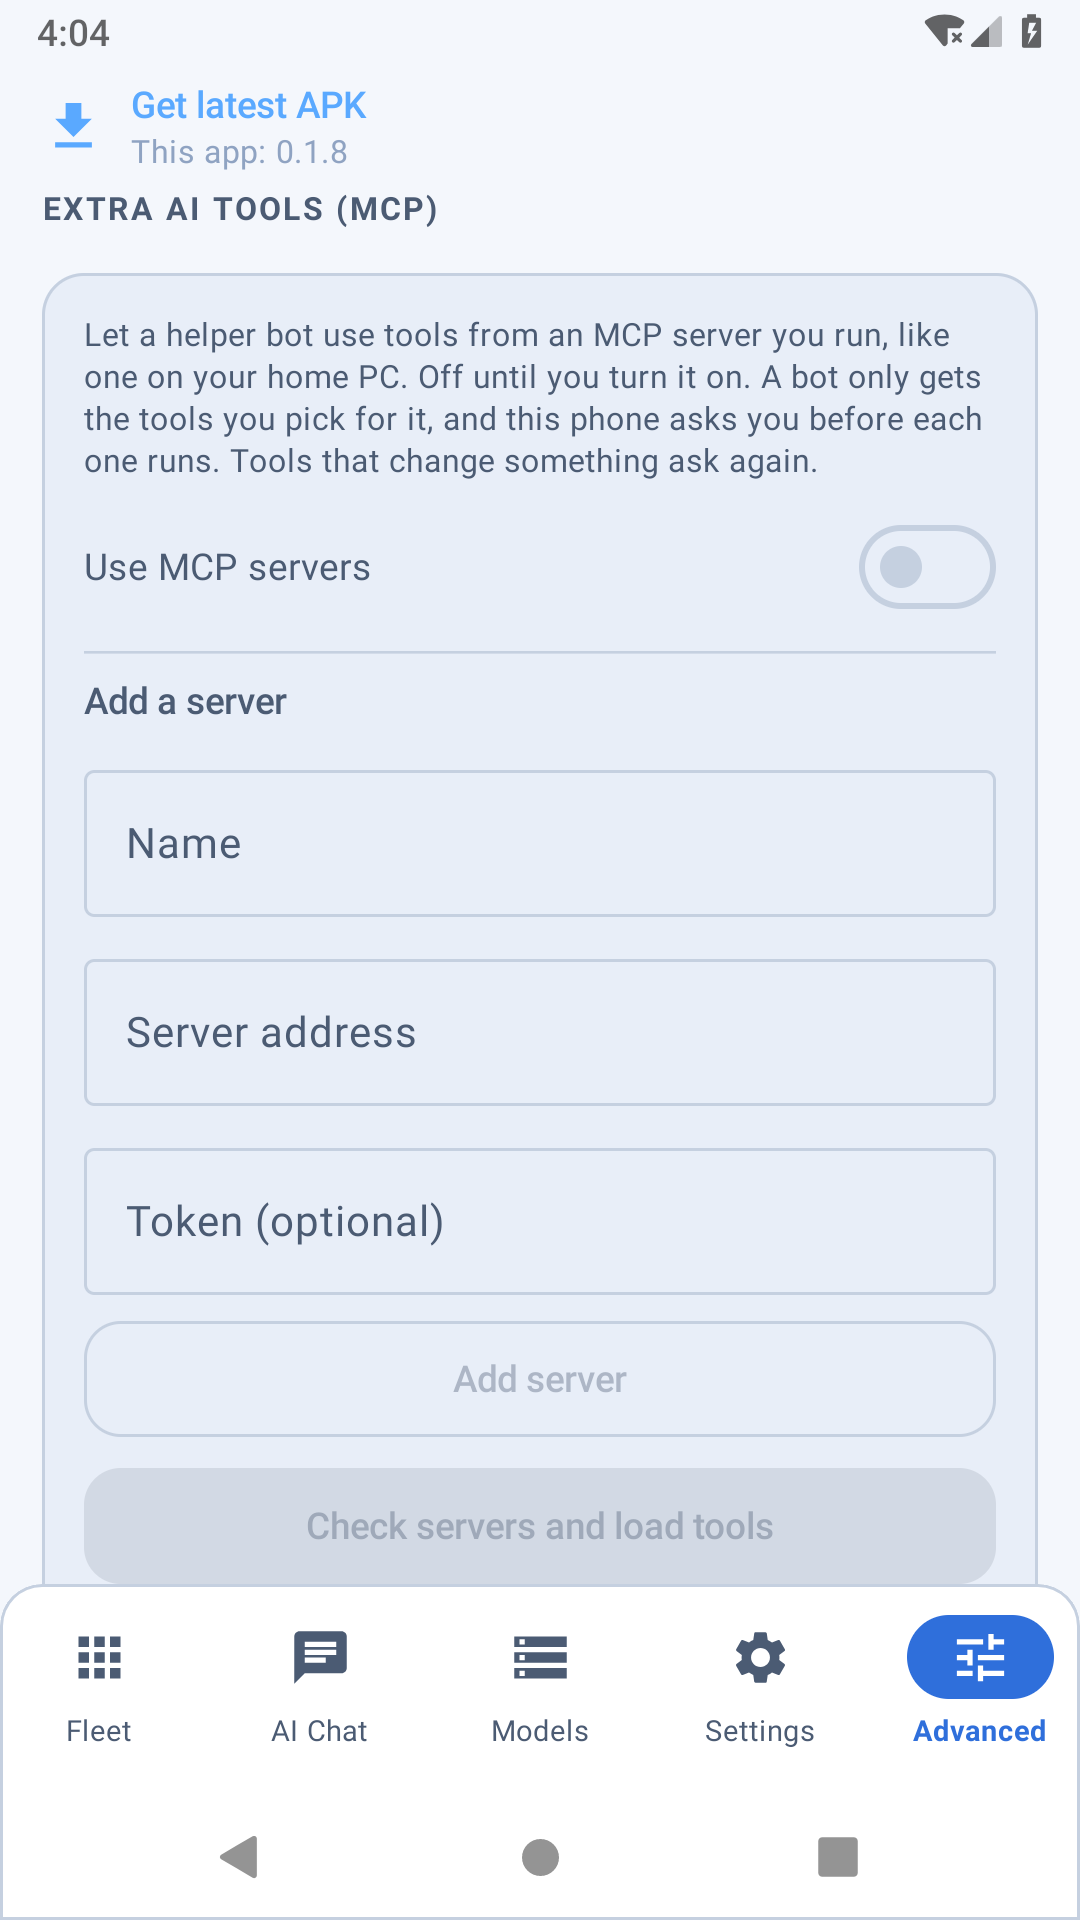 4:04
Get latest APK
This app: 0.1.8
EXTRA AI TOOLS (MCP)
Let a helper bot use tools from an MCP server you run, like
one on your home PC. Off until you turn it on. A bot only gets
the tools you pick for it, and this phone asks you before each
one runs. Tools that change something ask again.
Use MCP servers
Add a server
Name
Server address
Token (optional)
Add server
Check servers and load tools
Fleet
AI Chat
Models
Settings
Advanced